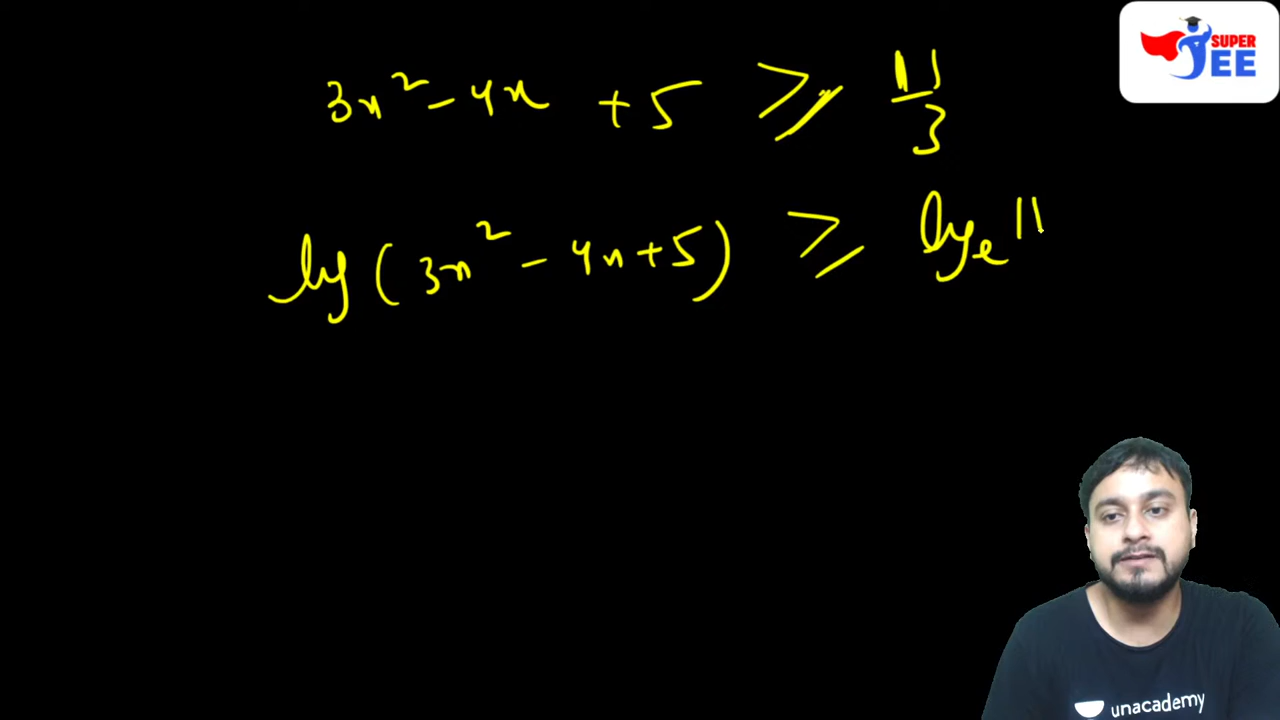 SUPER
JEE
3x² - 4x + 5 ≥ 11/3
log (3x² - 4x + 5) ≥ logₑ 11
unacademy